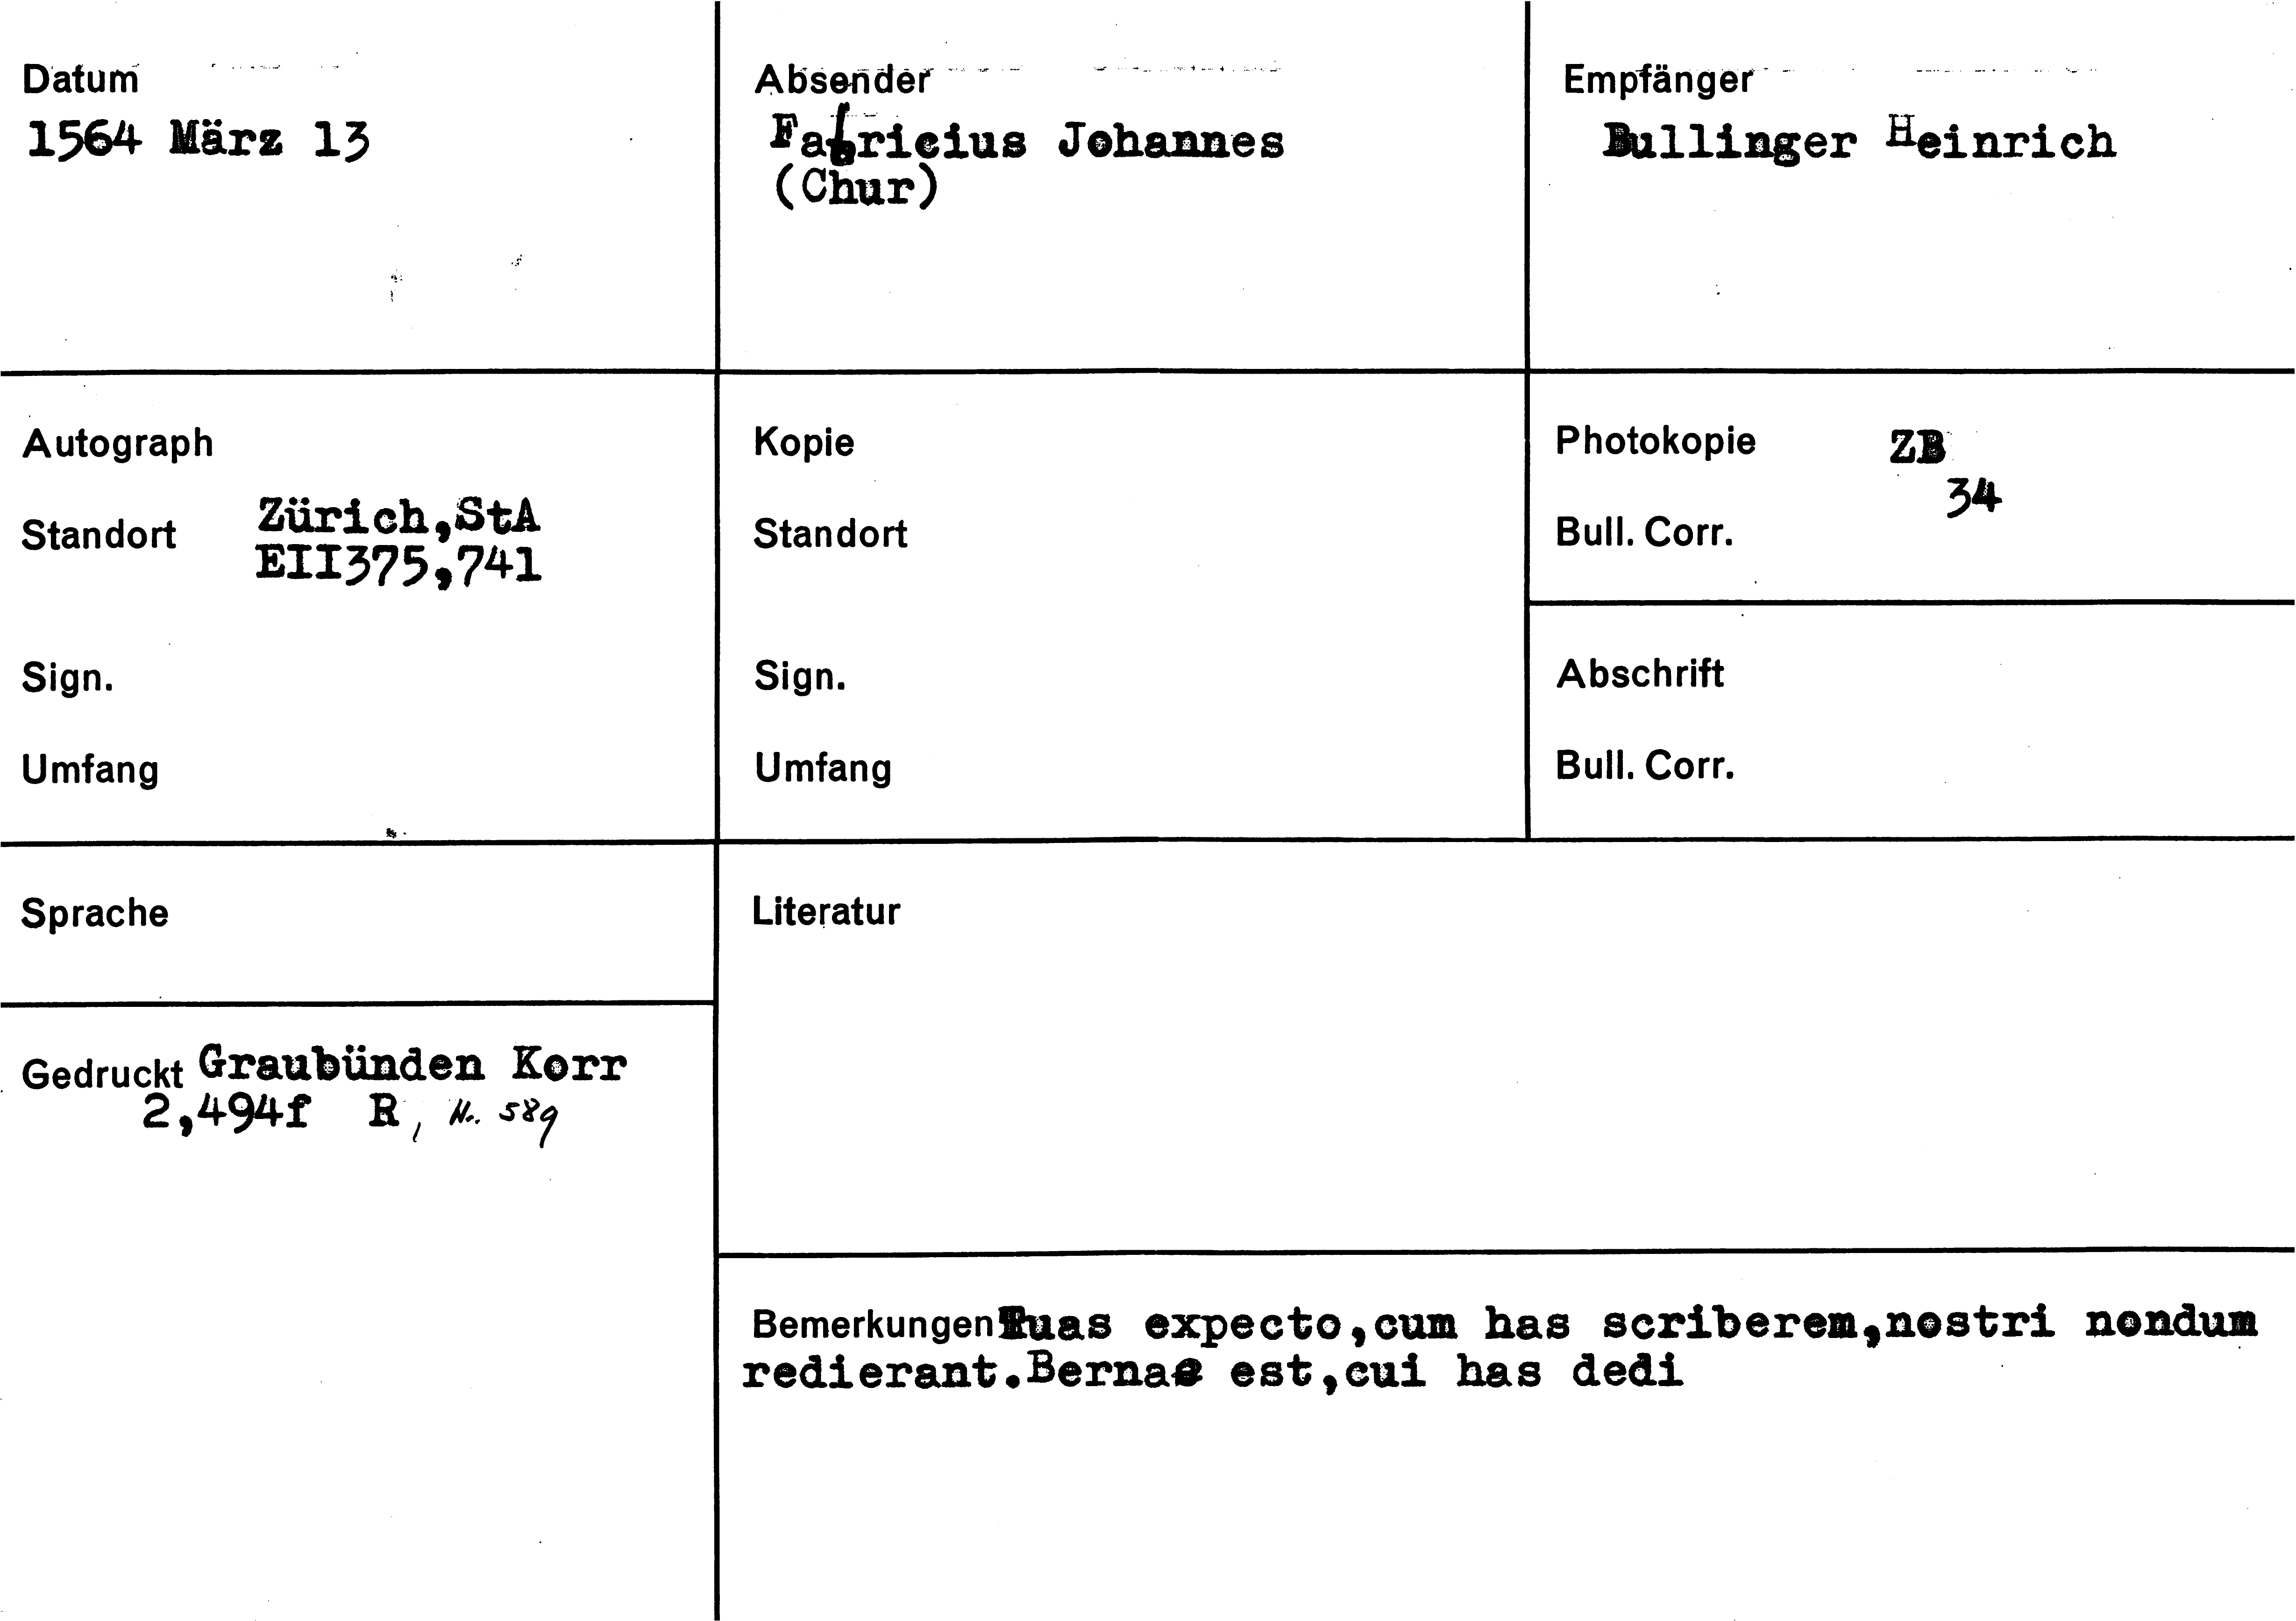 Datum
1564 März 13
Absender
Fabricius Johannes
(Chur)
Empfänger
Bullinger Heinrich
Autograph
Standort Zürich,StA
EII375,741
Sign.
Umfang
Kopie
Standort
Sign.
Umfang
Photokopie ZB
34
Bull. Corr.
Abschrift
Bull. Corr.
Sprache
Literatur
Gedruckt Graubünden Korr
2,494f R, Nr. 589
Bemerkungen Tuas expecto,cum has scriberem,nostri nondum
redierant.Bernae est,cui has dedi